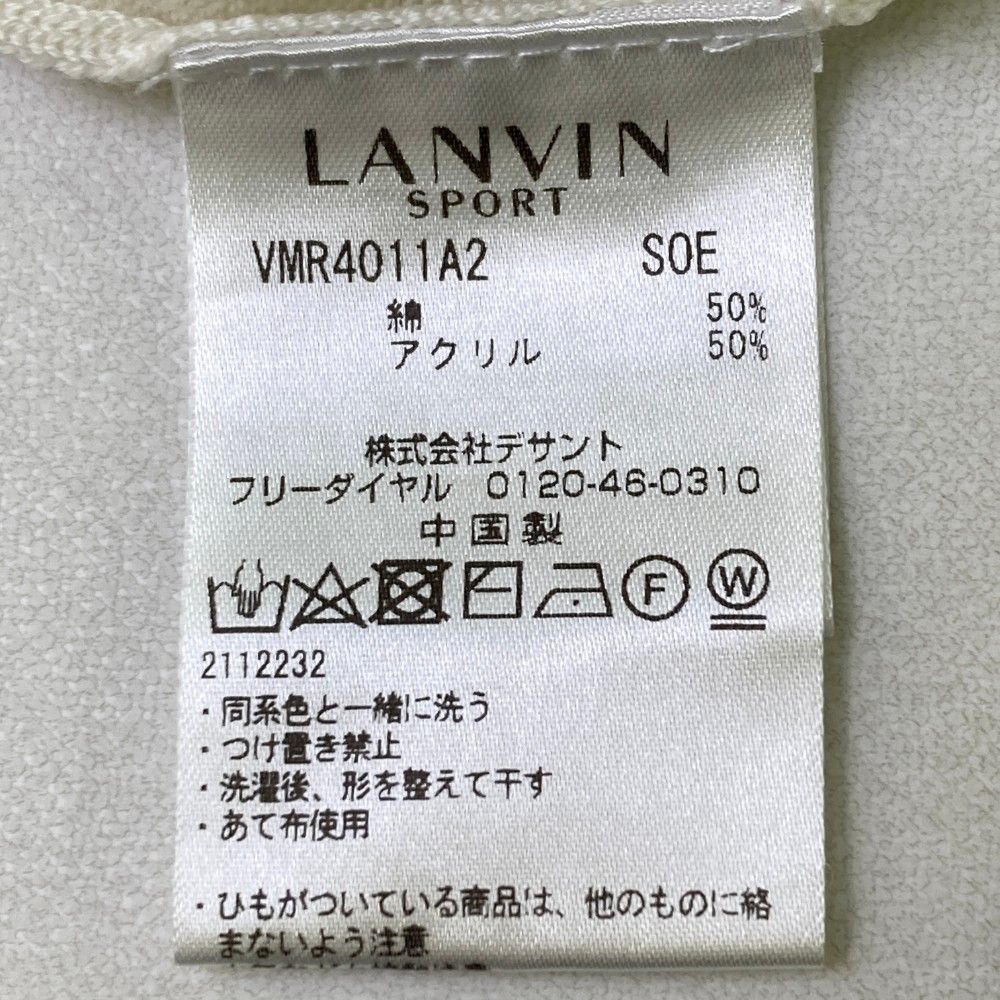 LANVIN
SPORT
VMR4011A2 SOE
綿 50%
アクリル 50%
株式会社デサント
フリーダイヤル 0120-46-0310
中国製
F W
2112232
・同系色と一緒に洗う
・つけ置き禁止
・洗濯後、形を整えて干す
・あて布使用
・ひもがついている商品は、他のものに絡
まないよう注意